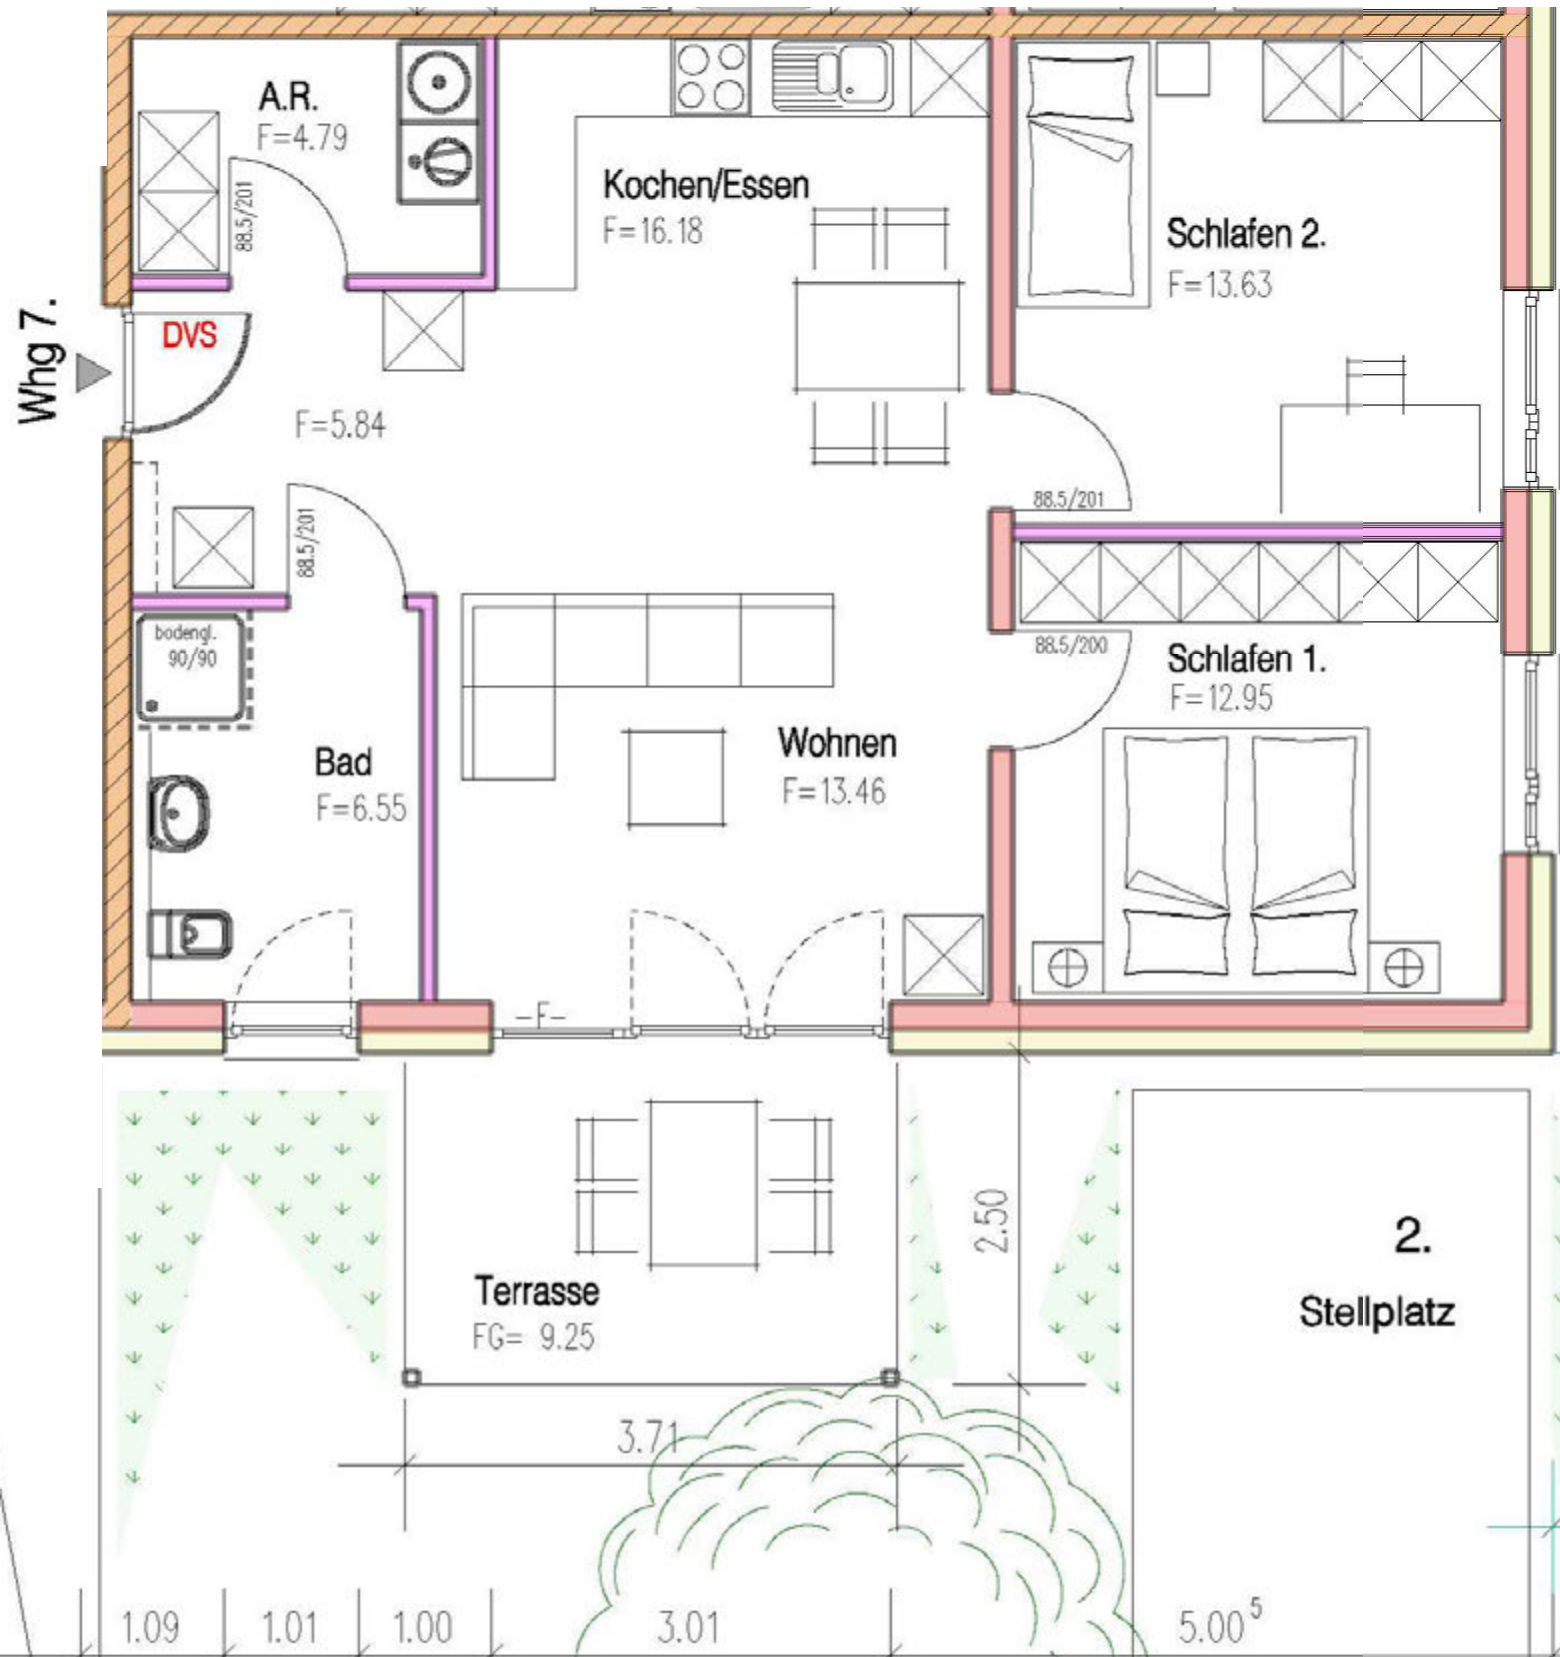 A.R.
F=4.79
88.5/201
Kochen/Essen
F=16.18
Schlafen 2.
F=13.63
Whg 7.
DVS
F=5.84
88.5/201
88.5/201
bodengl.
90/90
88.5/200
Schlafen 1.
F=12.95
Bad
F=6.55
Wohnen
F=13.46
-F-
2.50
Terrasse
FG= 9.25
2.
Stellplatz
3.71
1.09 1.01 1.00 3.01 5.00⁵